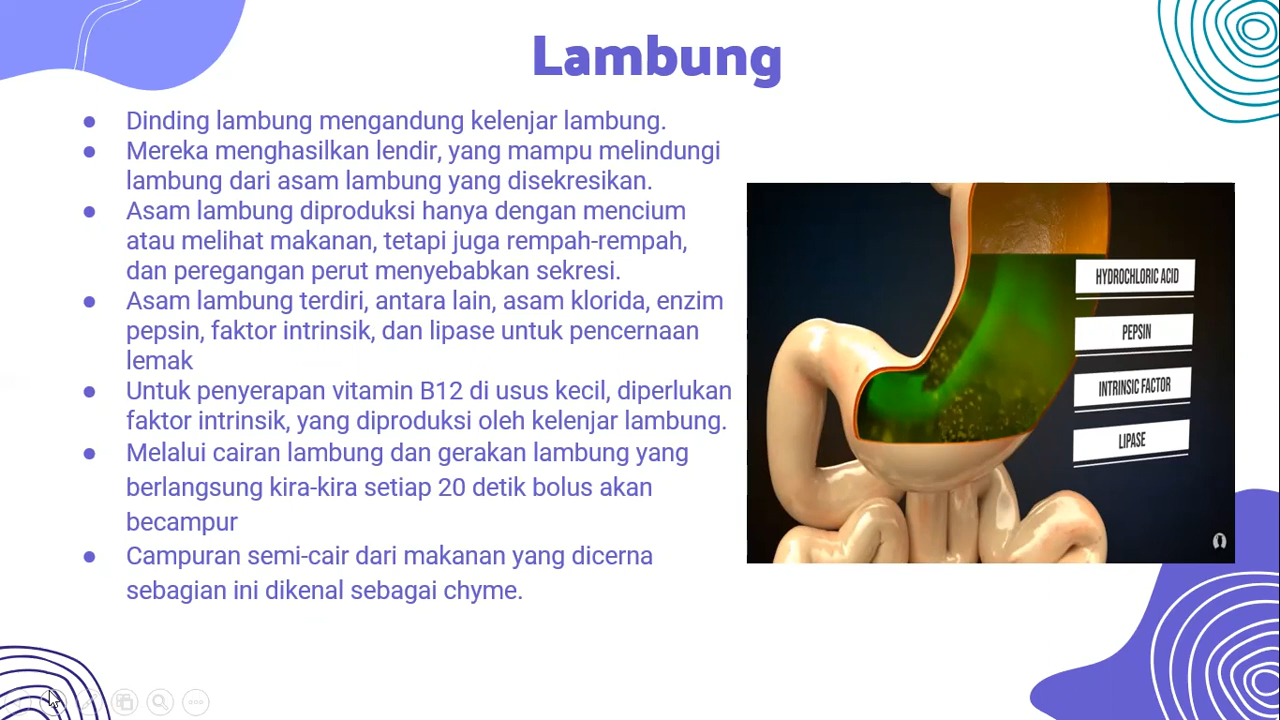 Lambung
● Dinding lambung mengandung kelenjar lambung.
● Mereka menghasilkan lendir, yang mampu melindungi
lambung dari asam lambung yang disekresikan.
● Asam lambung diproduksi hanya dengan mencium
atau melihat makanan, tetapi juga rempah-rempah,
dan peregangan perut menyebabkan sekresi.
● Asam lambung terdiri, antara lain, asam klorida, enzim
pepsin, faktor intrinsik, dan lipase untuk pencernaan
lemak
● Untuk penyerapan vitamin B12 di usus kecil, diperlukan
faktor intrinsik, yang diproduksi oleh kelenjar lambung.
● Melalui cairan lambung dan gerakan lambung yang
berlangsung kira-kira setiap 20 detik bolus akan
becampur
● Campuran semi-cair dari makanan yang dicerna
sebagian ini dikenal sebagai chyme.
HYDROCHLORIC ACID
PEPSIN
INTRINSIC FACTOR
LIPASE